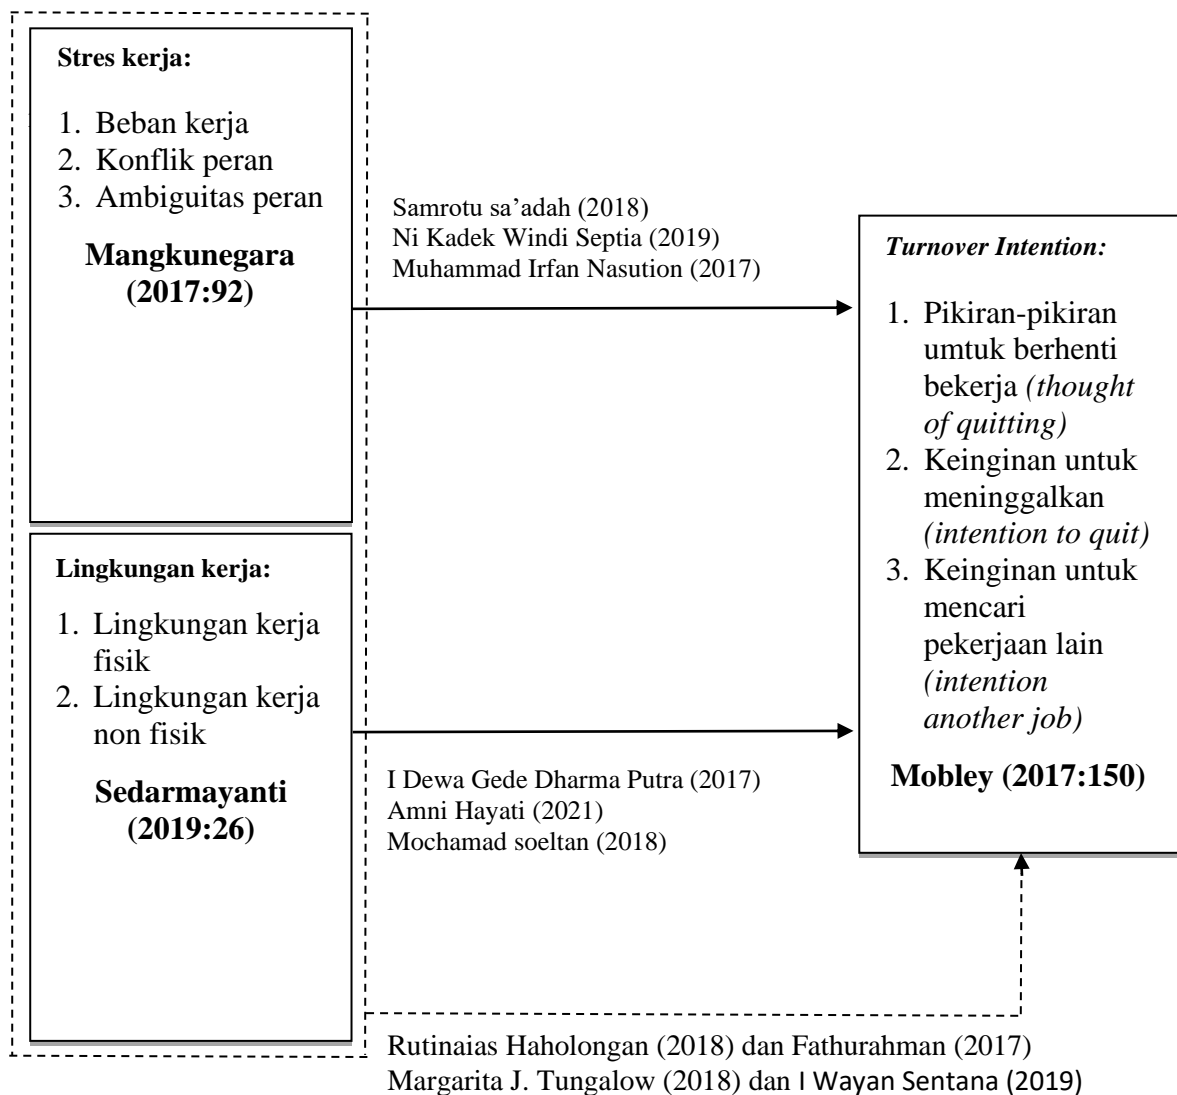 Stres kerja:
1. Beban kerja
2. Konflik peran
3. Ambiguitas peran
Mangkunegara
(2017:92)
Samrotu sa’adah (2018)
Ni Kadek Windi Septia (2019)
Muhammad Irfan Nasution (2017)
Turnover Intention:
1. Pikiran-pikiran
umtuk berhenti
bekerja (thought
of quitting)
2. Keinginan untuk
meninggalkan
(intention to quit)
3. Keinginan untuk
mencari
pekerjaan lain
(intention
another job)
Mobley (2017:150)
Lingkungan kerja:
1. Lingkungan kerja
fisik
2. Lingkungan kerja
non fisik
Sedarmayanti
(2019:26)
I Dewa Gede Dharma Putra (2017)
Amni Hayati (2021)
Mochamad soeltan (2018)
Rutinaias Haholongan (2018) dan Fathurahman (2017)
Margarita J. Tungalow (2018) dan I Wayan Sentana (2019)